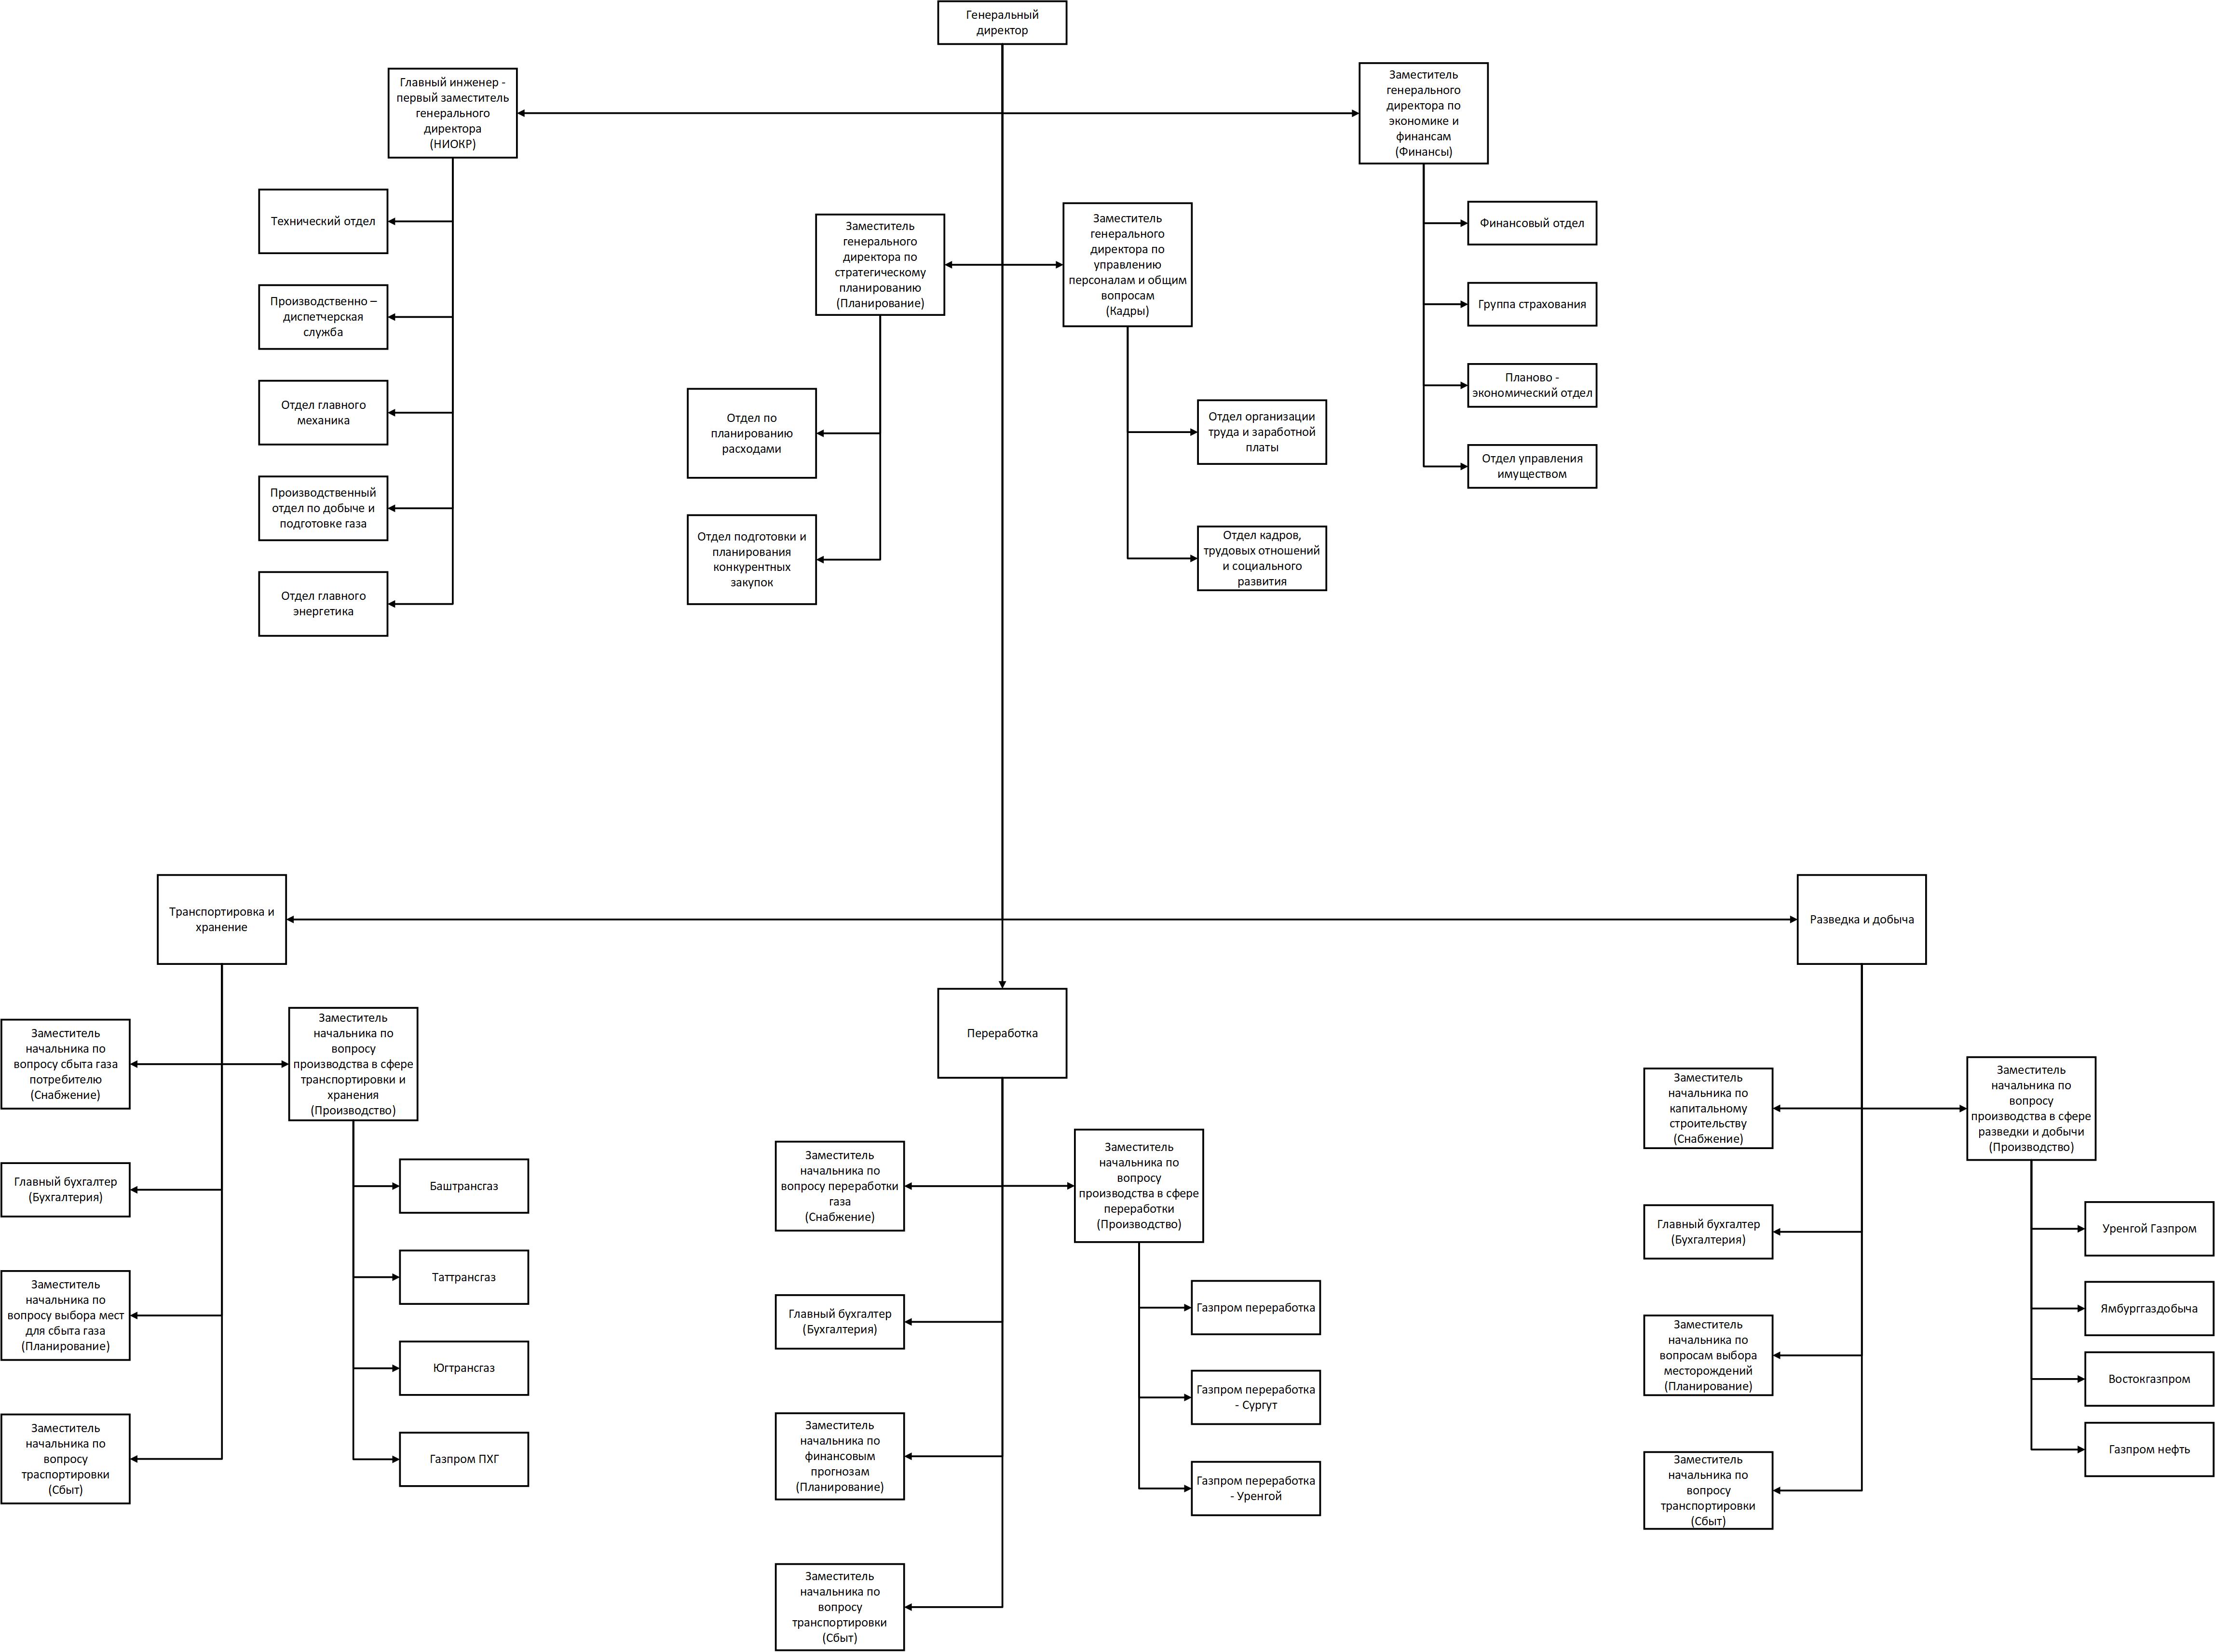 Генеральный
директор
Главный инженер -
первый заместитель
генерального
директора
(НИОКР)
Заместитель
генерального
директора по
экономике и
финансам
(Финансы)
Технический отдел
Производственно –
диспетчерская
служба
Отдел главного
механика
Производственный
отдел по добыче и
подготовке газа
Отдел главного
энергетика
Заместитель
генерального
директора по
стратегическому
планированию
(Планирование)
Отдел по
планированию
расходами
Отдел подготовки и
планирования
конкурентных
закупок
Заместитель
генерального
директора по
управлению
персоналам и общим
вопросам
(Кадры)
Отдел организации
труда и заработной
платы
Отдел кадров,
трудовых отношений
и социального
развития
Финансовый отдел
Группа страхования
Планово -
экономический отдел
Отдел управления
имуществом
Транспортировка и
хранение
Заместитель
начальника по
вопросу сбыта газа
потребителю
(Снабжение)
Главный бухгалтер
(Бухгалтерия)
Заместитель
начальника по
вопросу выбора мест
для сбыта газа
(Планирование)
Заместитель
начальника по
вопросу
траспортировки
(Сбыт)
Заместитель
начальника по
вопросу
производства в сфере
транспортировки и
хранения
(Производство)
Баштрансгаз
Таттрансгаз
Югтрансгаз
Газпром ПХГ
Переработка
Заместитель
начальника по
вопросу переработки
газа
(Снабжение)
Главный бухгалтер
(Бухгалтерия)
Заместитель
начальника по
финансовым
прогнозам
(Планирование)
Заместитель
начальника по
вопросу
транспортировки
(Сбыт)
Заместитель
начальника по
вопросу
производства в сфере
переработки
(Производство)
Газпром переработка
Газпром переработка
- Сургут
Газпром переработка
- Уренгой
Разведка и добыча
Заместитель
начальника по
капитальному
строительству
(Снабжение)
Главный бухгалтер
(Бухгалтерия)
Заместитель
начальника по
вопросам выбора
месторождений
(Планирование)
Заместитель
начальника по
вопросу
транспортировки
(Сбыт)
Заместитель
начальника по
вопросу
производства в сфере
разведки и добычи
(Производство)
Уренгой Газпром
Ямбурггаздобыча
Востокгазпром
Газпром нефть